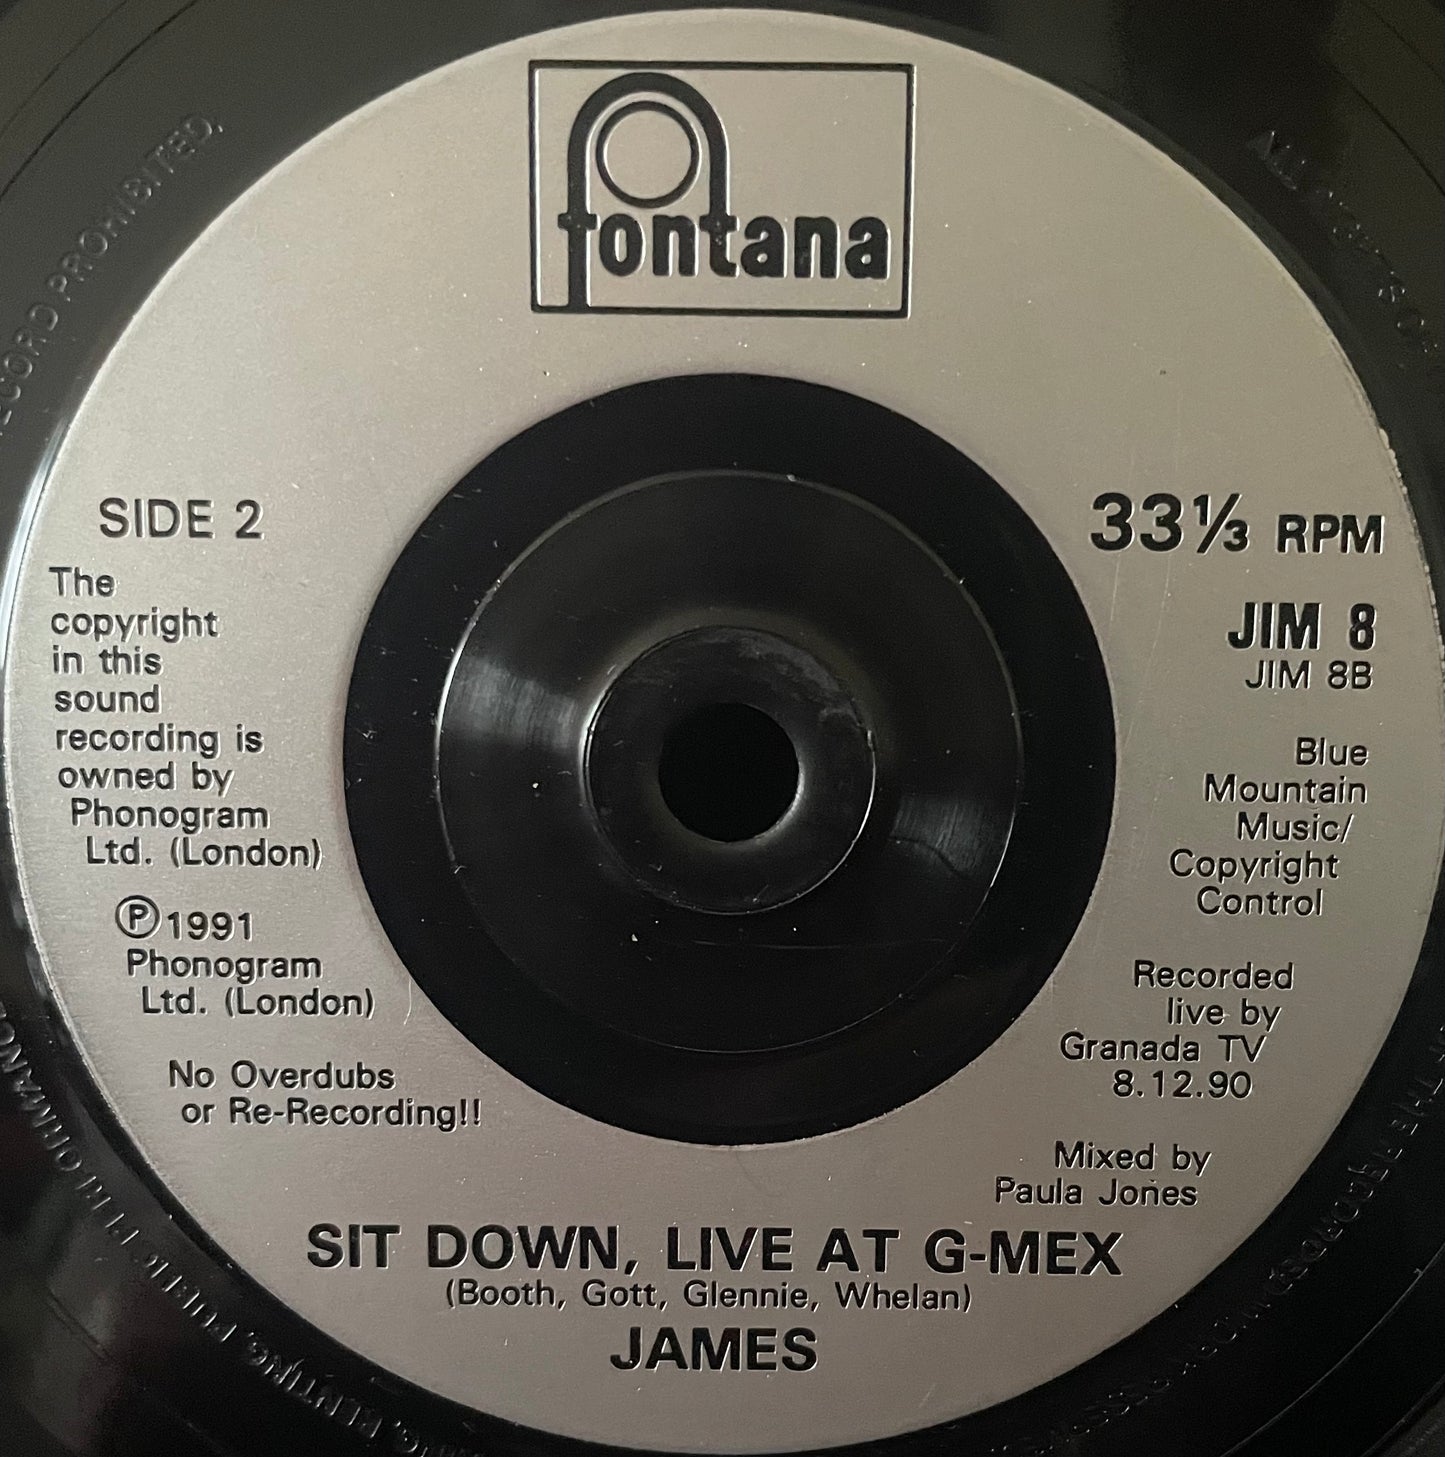 fontana
SIDE 2
The
copyright
in this
sound
recording is
owned by
Phonogram
Ltd. (London)
℗1991
Phonogram
Ltd. (London)
No Overdubs
or Re-Recording!!
33⅓ RPM
JIM 8
JIM 8B
Blue
Mountain
Music/
Copyright
Control
Recorded
live by
Granada TV
8.12.90
Mixed by
Paula Jones
SIT DOWN, LIVE AT G-MEX
(Booth, Gott, Glennie, Whelan)
JAMES
RECORD PROHIBITED.
ALL